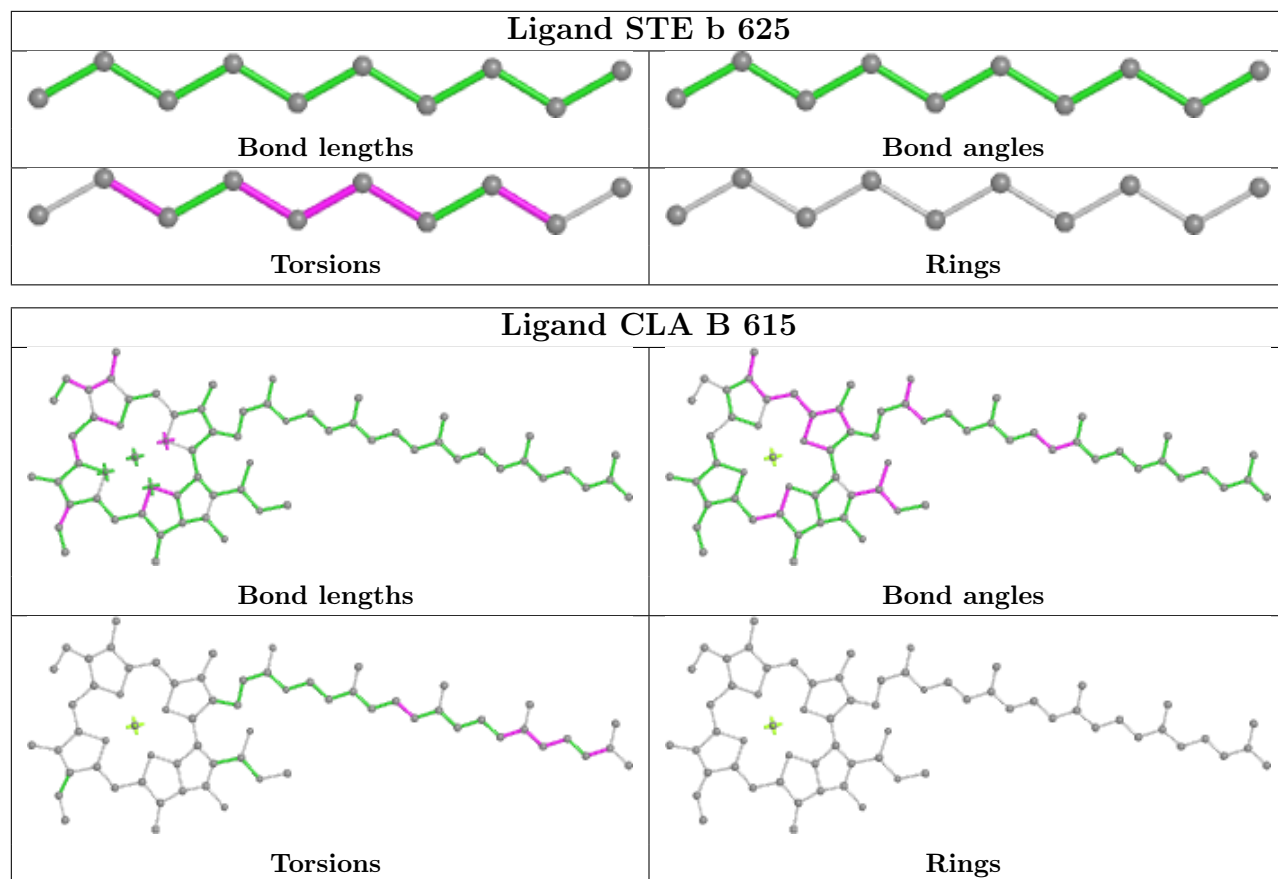 Ligand STE b 625
Bond lengths
Bond angles
Torsions
Rings
Ligand CLA B 615
Bond lengths
Bond angles
Torsions
Rings